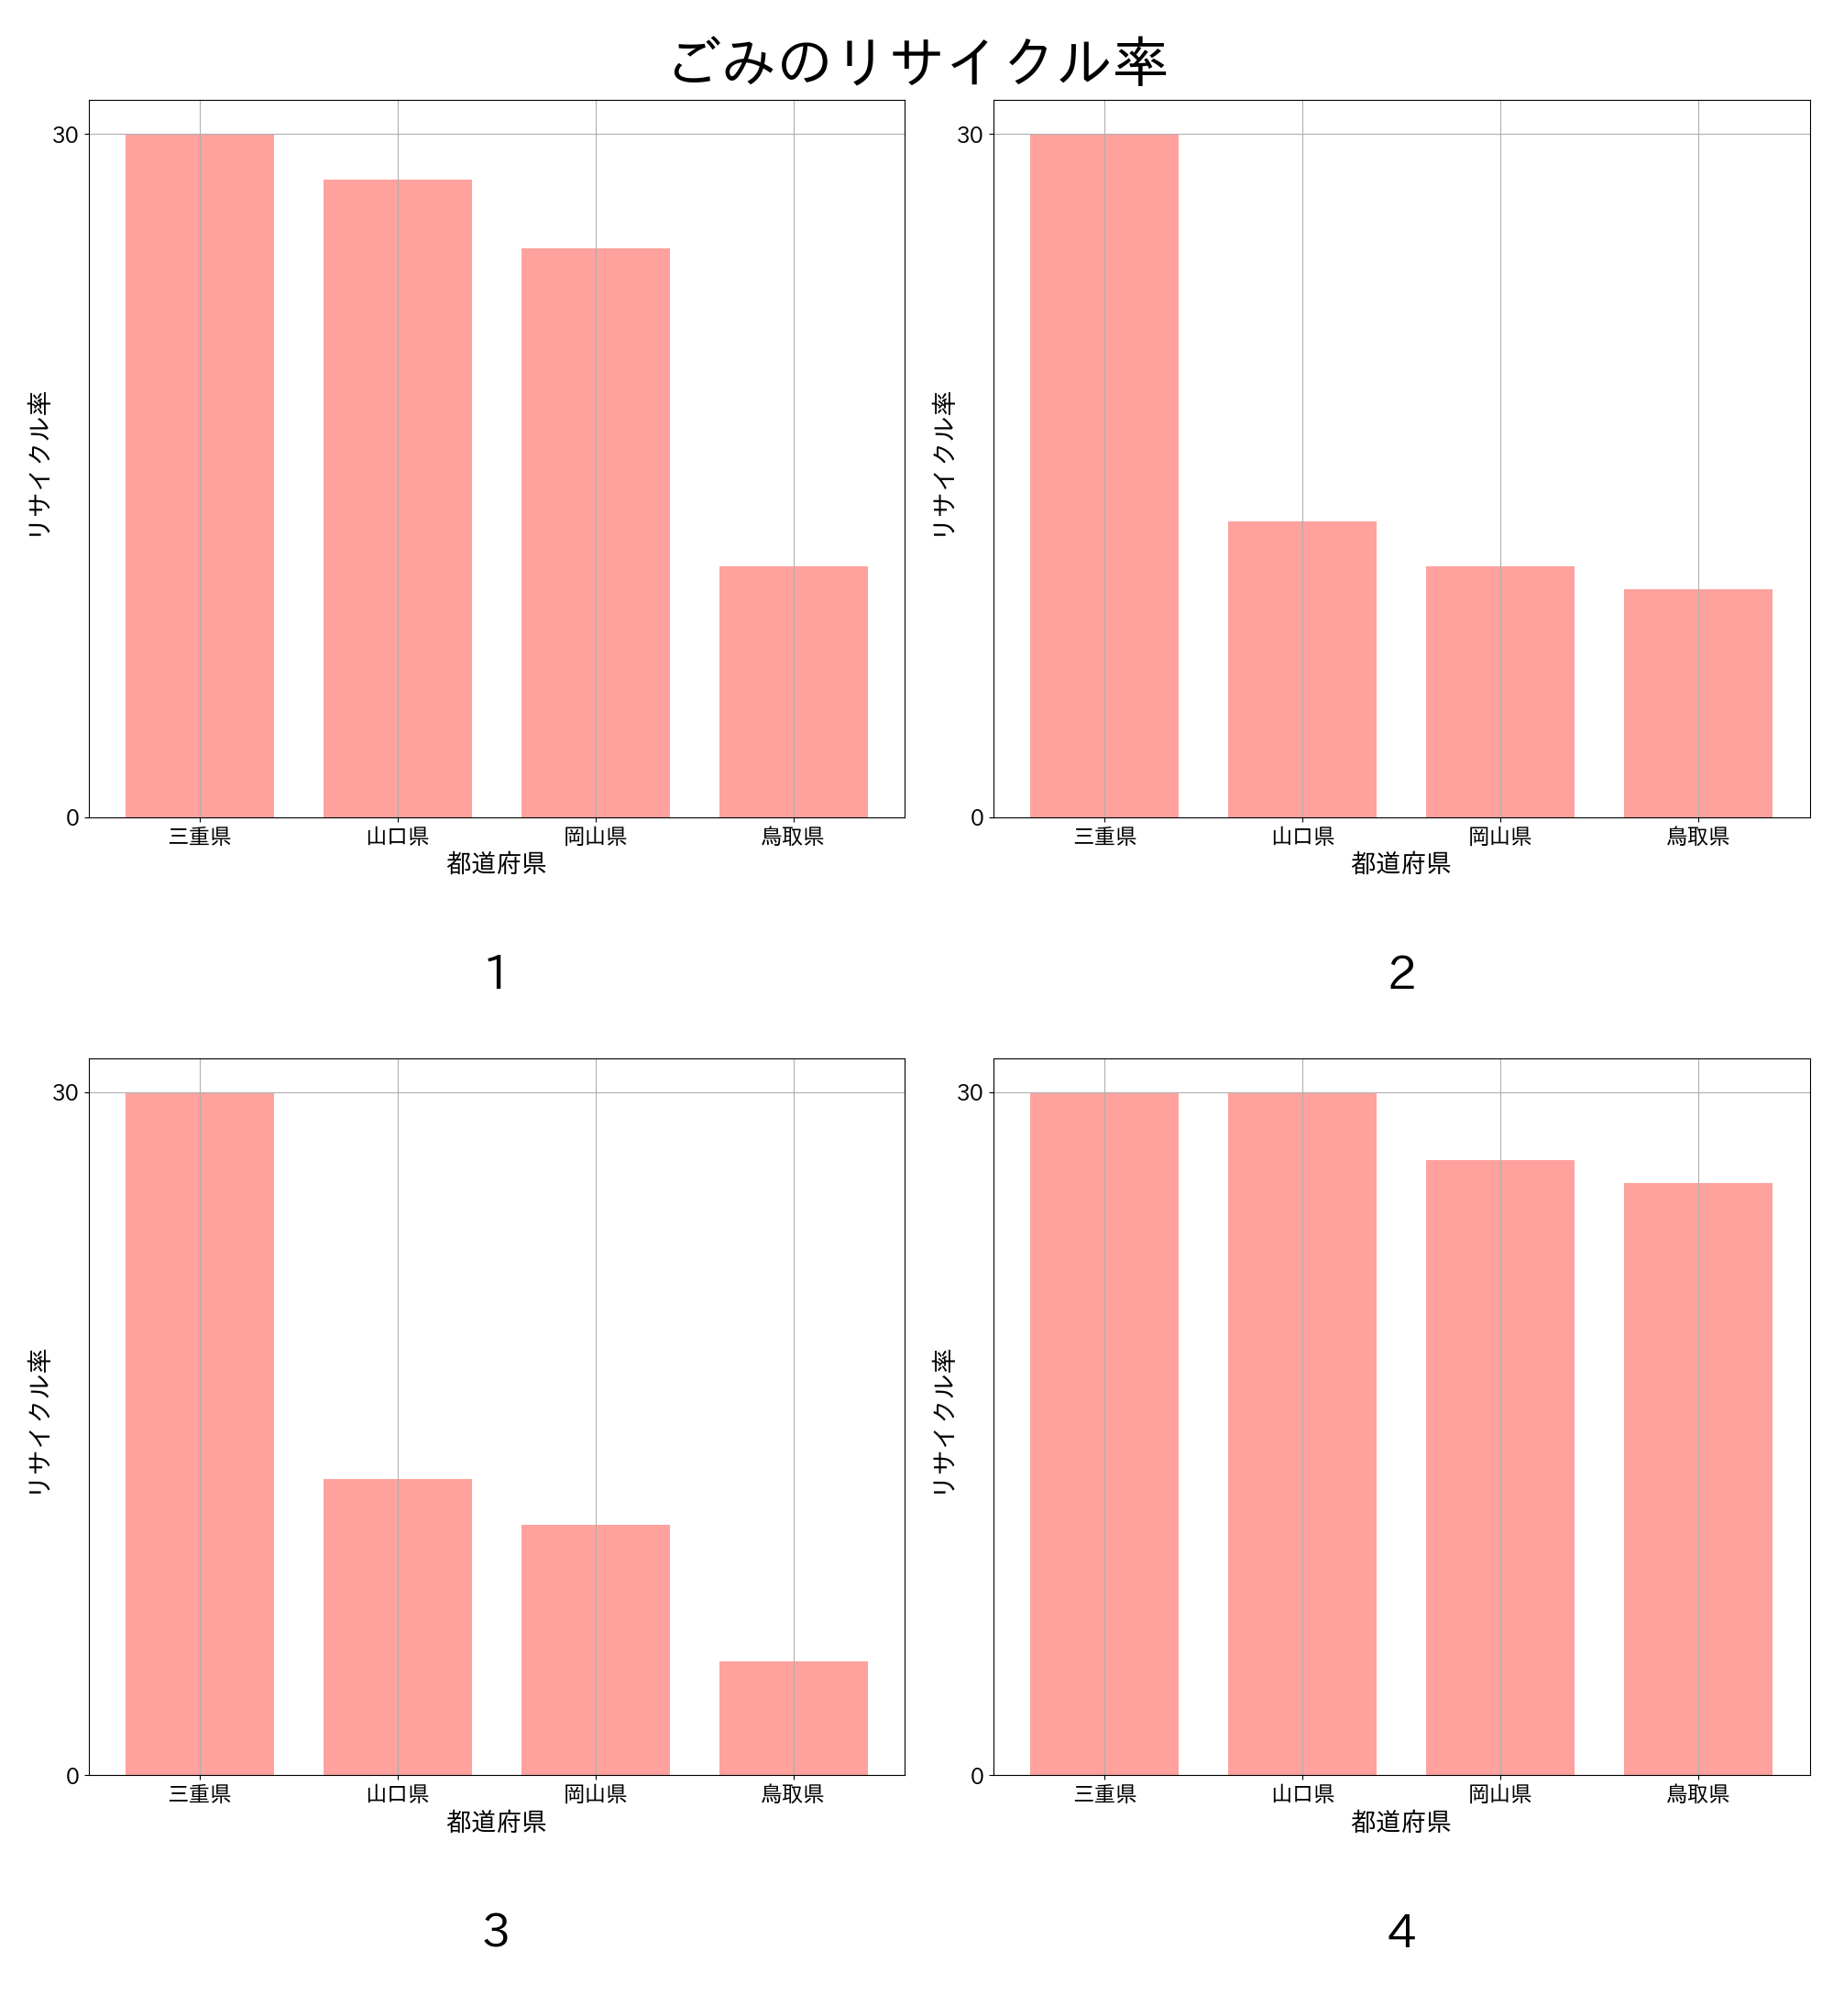 ごみのリサイクル率
30
0
リサイクル率
三重県 山口県 岡山県 鳥取県
都道府県
1
30
0
リサイクル率
三重県 山口県 岡山県 鳥取県
都道府県
2
30
0
リサイクル率
三重県 山口県 岡山県 鳥取県
都道府県
3
30
0
リサイクル率
三重県 山口県 岡山県 鳥取県
都道府県
4